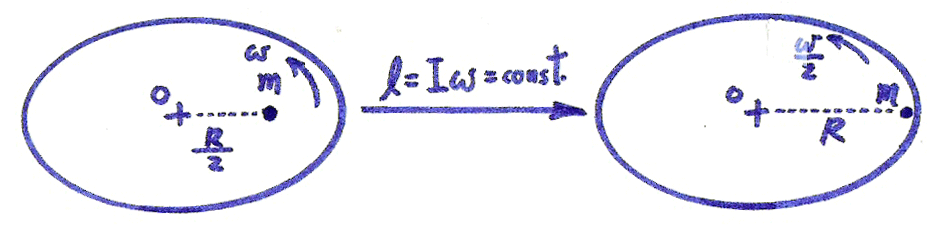 ω
m
O
R/2
l = Iω = const.
ω/2
m
O
R